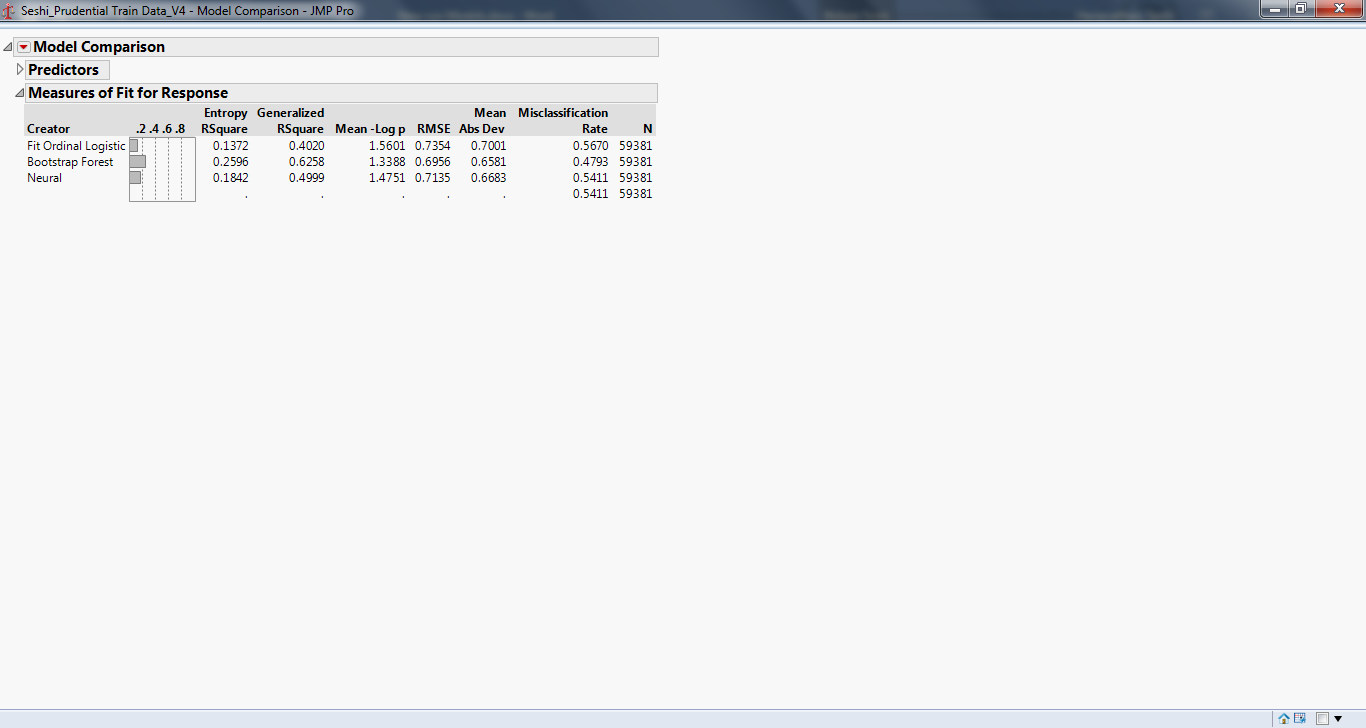 Seshi_Prudential Train Data_V4 - Model Comparison - JMP Pro
Model Comparison
Predictors
Measures of Fit for Response
Entropy Generalized Mean Misclassification
Creator .2 .4 .6 .8 RSquare RSquare Mean -Log p RMSE Abs Dev Rate N
Fit Ordinal Logistic 0.1372 0.4020 1.5601 0.7354 0.7001 0.5670 59381
Bootstrap Forest 0.2596 0.6258 1.3388 0.6956 0.6581 0.4793 59381
Neural 0.1842 0.4999 1.4751 0.7135 0.6683 0.5411 59381
. . . . . 0.5411 59381